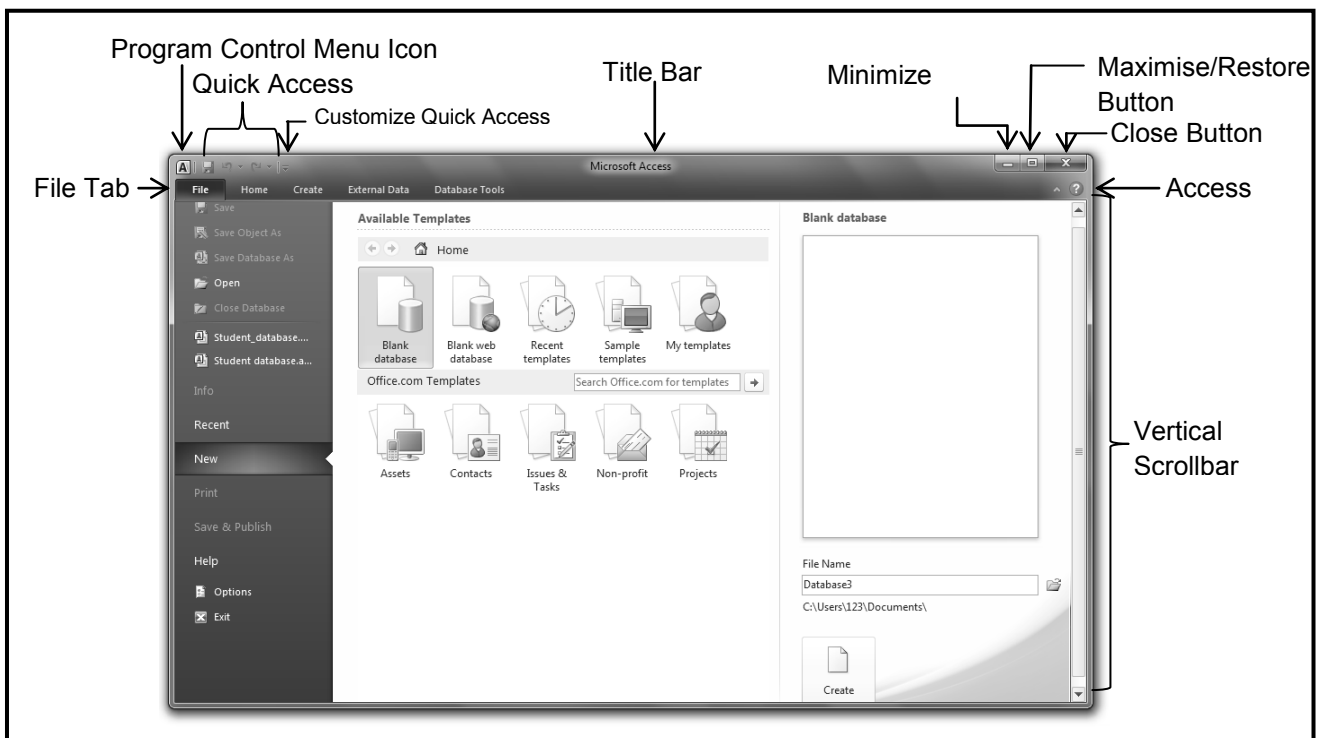 Program Control Menu Icon
Quick Access
Customize Quick Access
Title Bar
Minimize
Maximise/Restore
Button
Close Button
File Tab
Access
Vertical
Scrollbar
A
Microsoft Access
File Home Create External Data Database Tools
Save
Save Object As
Save Database As
Open
Close Database
Student_database....
Student database.a...
Info
Recent
New
Print
Save & Publish
Help
Options
Exit
Available Templates
Home
Blank
database
Blank web
database
Recent
templates
Sample
templates
My templates
Office.com Templates
Search Office.com for templates
Assets
Contacts
Issues &
Tasks
Non-profit
Projects
Blank database
File Name
Database3
C:\Users\123\Documents\
Create